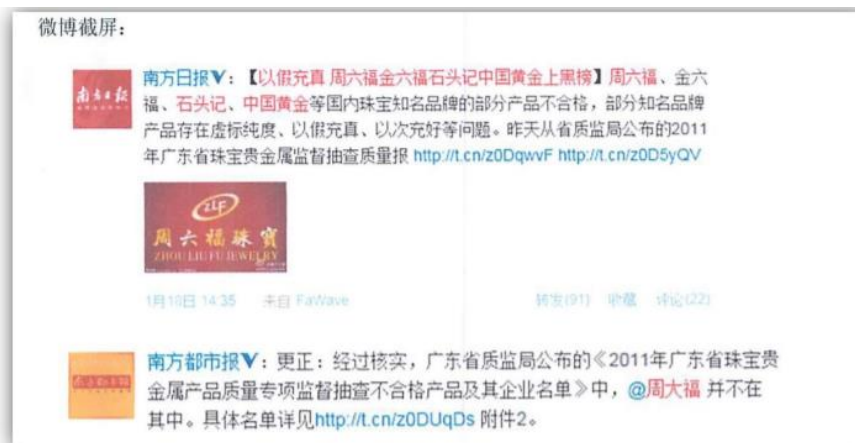 微博截屏：
南方日报V：【以假充真 周六福金六福石头记中国黄金上黑榜】周六福、金六
福、石头记、中国黄金等国内珠宝知名品牌的部分产品不合格，部分知名品牌
产品存在虚标纯度、以假充真、以次充好等问题。昨天从省质监局公布的2011
年广东省珠宝贵金属监督抽查质量报 http://t.cn/z0DqwvF http://t.cn/z0D5yQV
南方日报
ZLF
周六福珠寶
ZHOU LIU FU JEWELRY
1月10日 14:35 来自 FaWave 转发(91) 收藏 评论(22)
南方都市报V：更正：经过核实，广东省质监局公布的《2011年广东省珠宝贵
金属产品质量专项监督抽查不合格产品及其企业名单》中，@周大福 并不在
其中。具体名单详见http://t.cn/z0DUqDs 附件2。